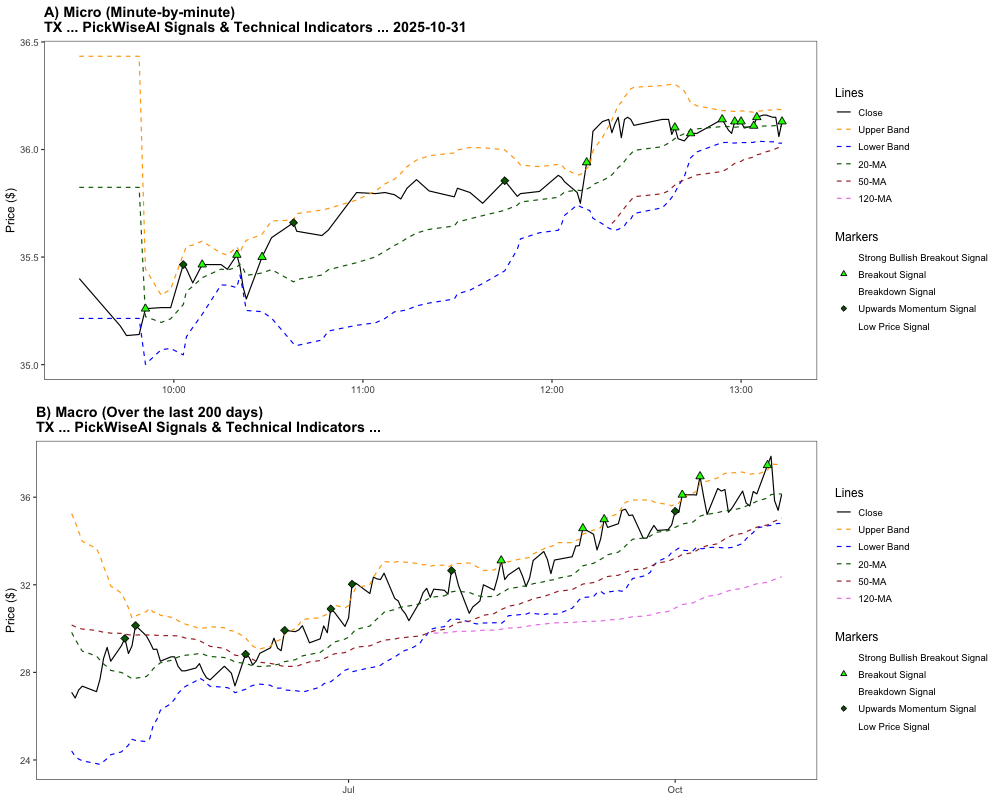 A) Micro (Minute-by-minute)
TX ... PickWiseAI Signals & Technical Indicators ... 2025-10-31
36.5
36.0
35.5
35.0
Price ($)
10:00
11:00
12:00
13:00
Lines
Close
Upper Band
Lower Band
20-MA
50-MA
120-MA
Markers
Strong Bullish Breakout Signal
Breakout Signal
Breakdown Signal
Upwards Momentum Signal
Low Price Signal
B) Macro (Over the last 200 days)
TX ... PickWiseAI Signals & Technical Indicators ...
36
32
28
24
Price ($)
Jul
Oct
Lines
Close
Upper Band
Lower Band
20-MA
50-MA
120-MA
Markers
Strong Bullish Breakout Signal
Breakout Signal
Breakdown Signal
Upwards Momentum Signal
Low Price Signal